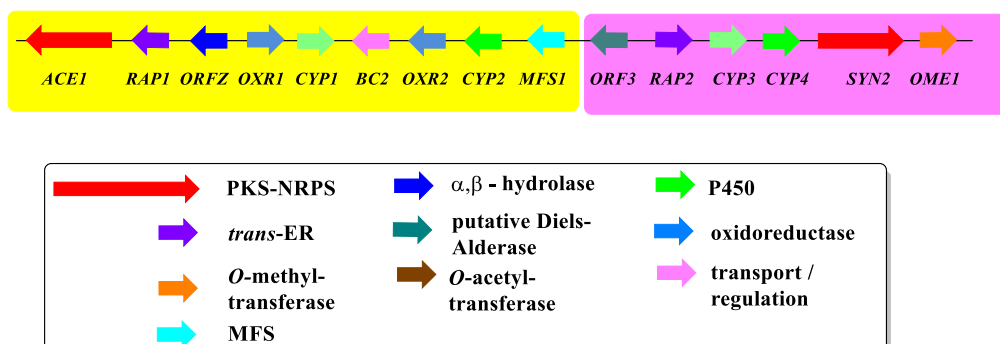 ACE1 RAP1 ORFZ OXR1 CYP1 BC2 OXR2 CYP2 MFS1 ORF3 RAP2 CYP3 CYP4 SYN2 OME1
PKS-NRPS
trans-ER
O-methyl-
transferase
MFS
α,β - hydrolase
putative Diels-
Alderase
O-acetyl-
transferase
P450
oxidoreductase
transport /
regulation